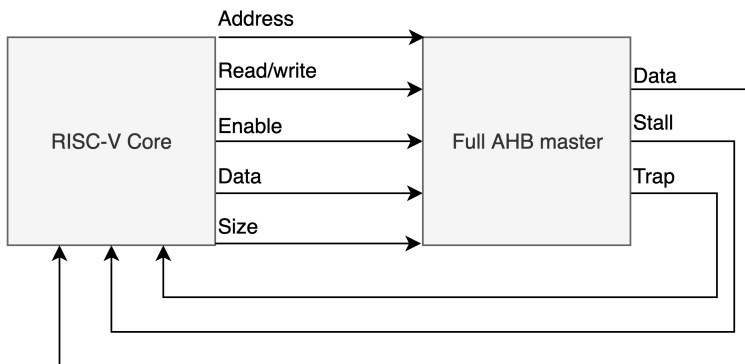 Address
Read/write
Enable
Data
Size
RISC-V Core
Full AHB master
Data
Stall
Trap